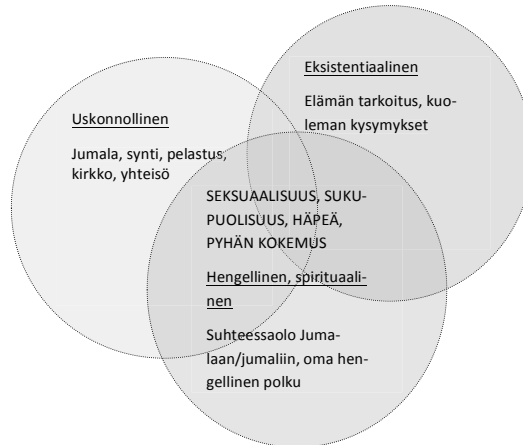 Eksistentiaalinen
Elämän tarkoitus, kuo-
leman kysymykset
Uskonnollinen
Jumala, synti, pelastus,
kirkko, yhteisö
SEKSUAALISUUS, SUKU-
PUOLISUUS, HÄPEÄ,
PYHÄN KOKEMUS
Hengellinen, spirituaali-
nen
Suhteessaolo Juma-
laan/jumaliin, oma hen-
gellinen polku